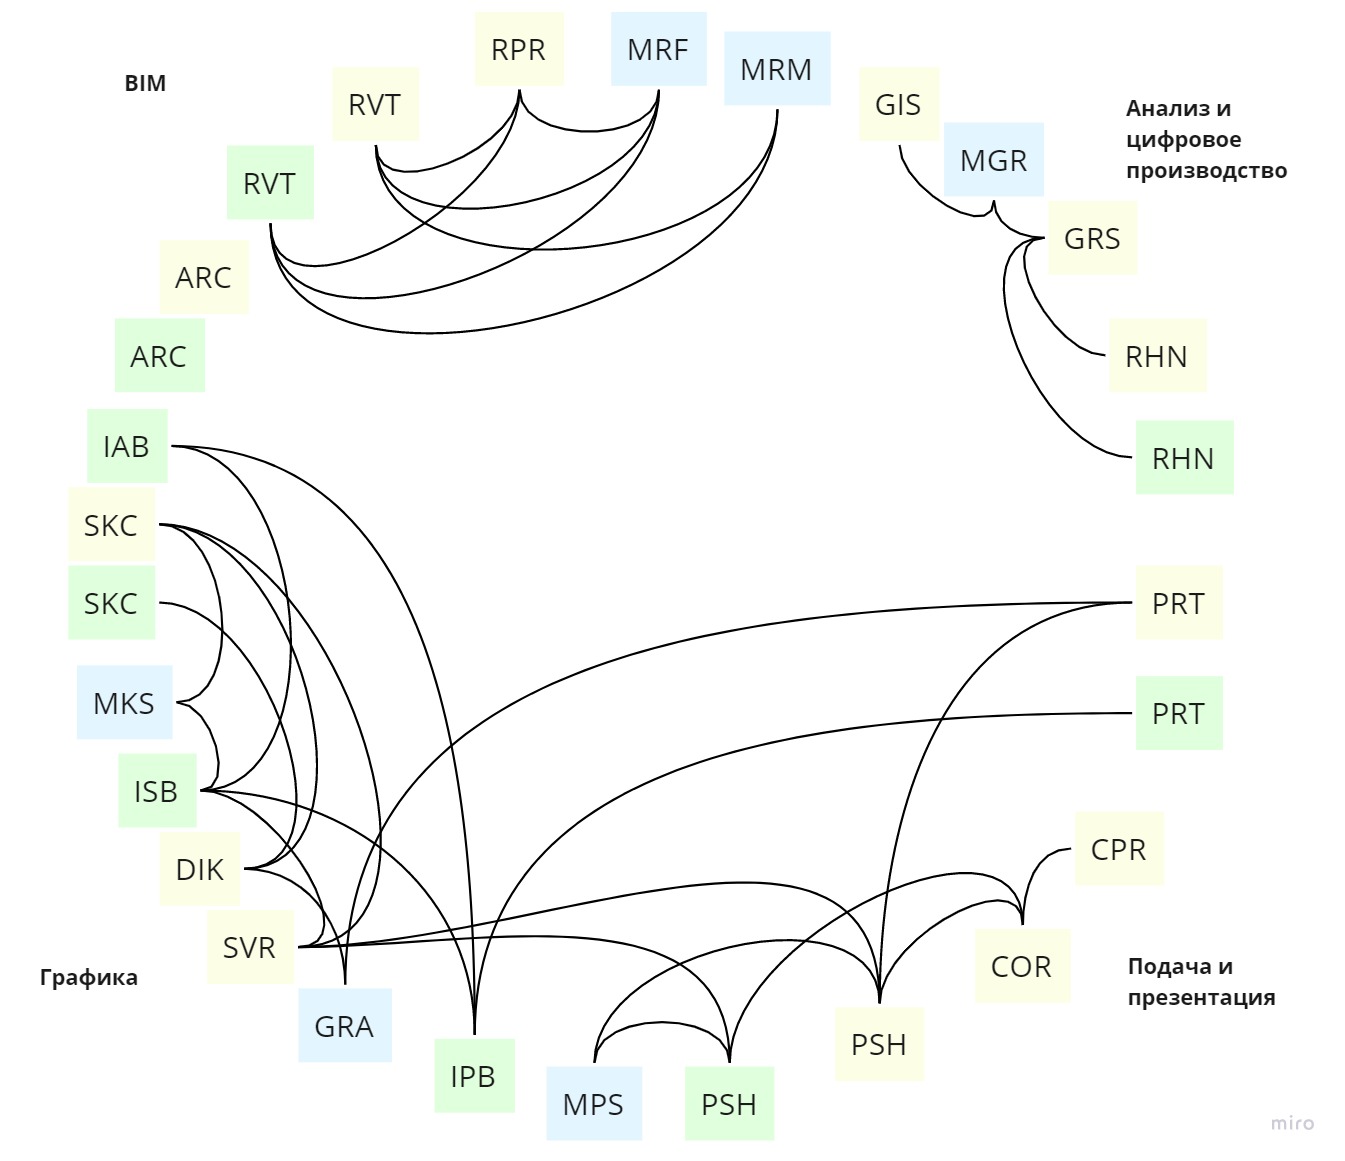 BIM
RPR
MRF
MRM
RVT
GIS
Анализ и
цифровое
производство
MGR
RVT
GRS
ARC
ARC
RHN
IAB
RHN
SKC
SKC
PRT
MKS
PRT
ISB
DIK
CPR
SVR
COR
Графика
Подача и
презентация
GRA
PSH
IPB
MPS
PSH
miro